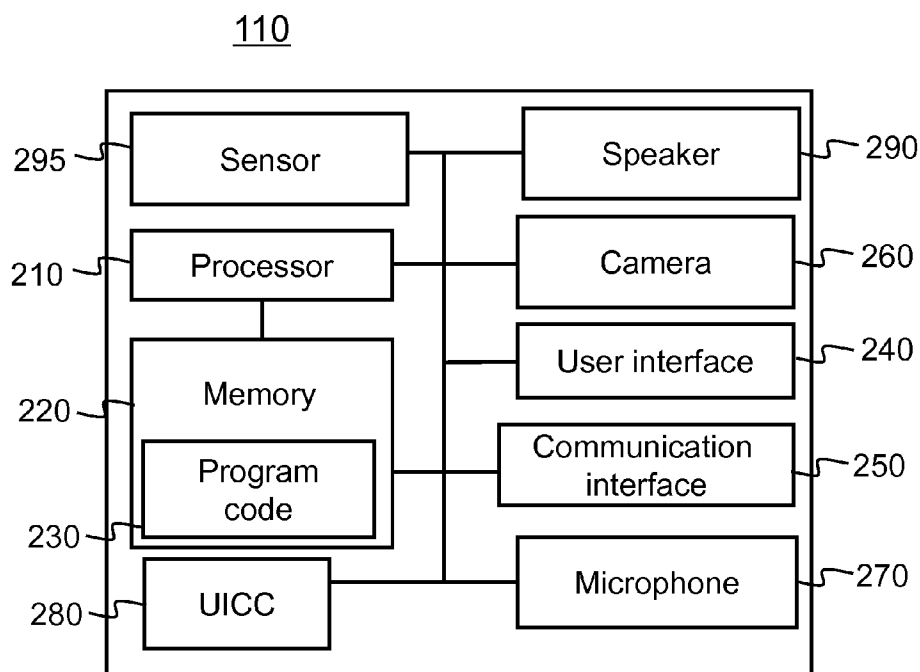 110
295
Sensor
Speaker
290
210
Processor
Camera
260
User interface
240
220
Memory
Communication
interface
250
Program
code
230
280
UICC
Microphone
270